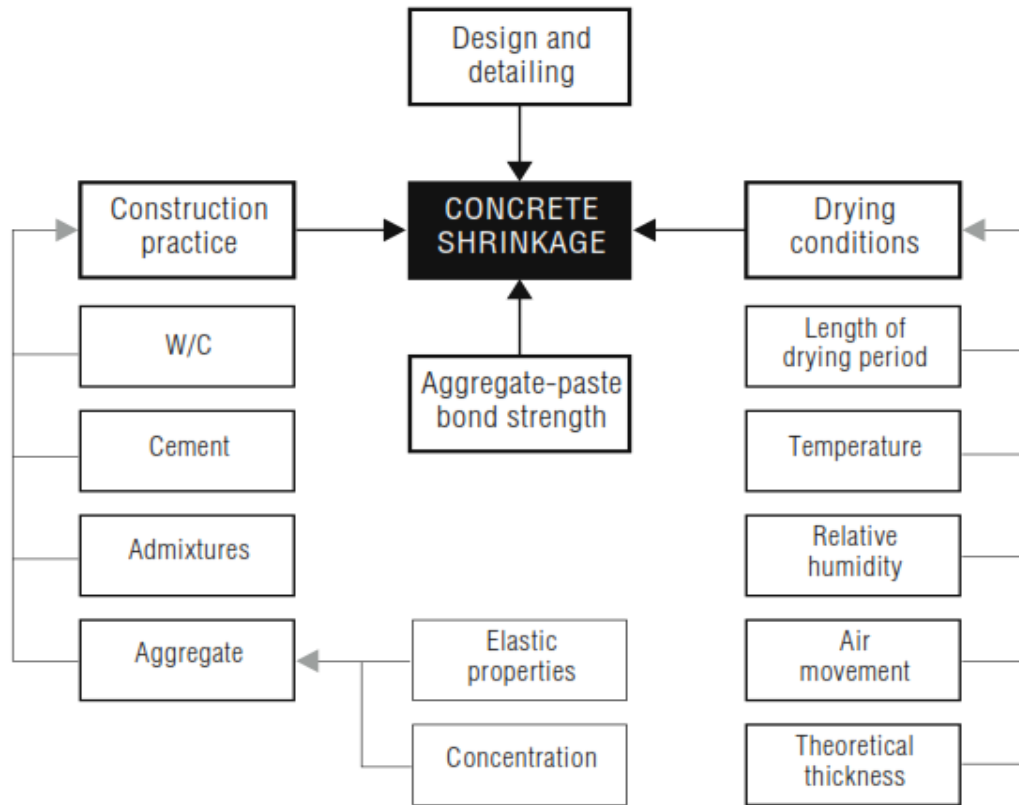 Design and
detailing
Construction
practice
CONCRETE
SHRINKAGE
Drying
conditions
W/C
Aggregate-paste
bond strength
Length of
drying period
Cement
Temperature
Admixtures
Relative
humidity
Aggregate
Elastic
properties
Air
movement
Concentration
Theoretical
thickness